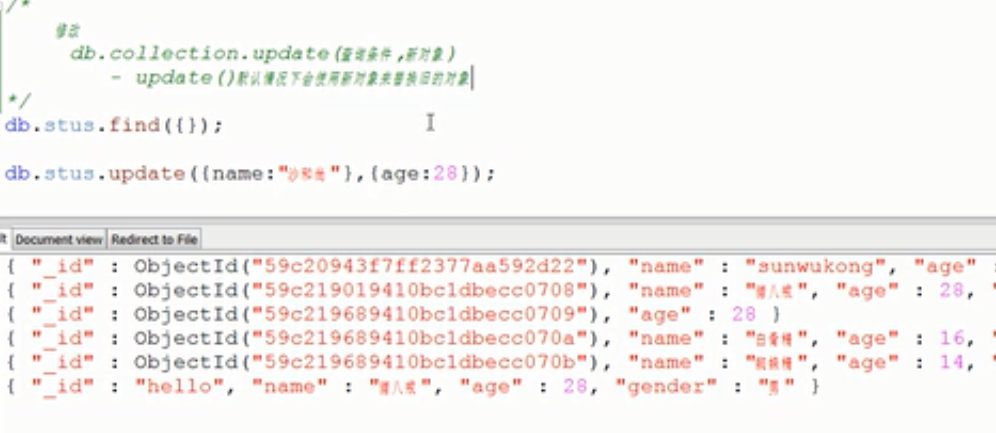 /*
修改
db.collection.update(查询条件,新对象)
- update()默认情况下会使用新对象来替换旧的对象
*/
db.stus.find({});
db.stus.update({name:"沙和尚"},{age:28});
Document view Redirect to File
{ "_id" : ObjectId("59c20943f7ff2377aa592d22"), "name" : "sunwukong", "age" :
{ "_id" : ObjectId("59c219019410bc1dbecc0708"), "name" : "猪八戒", "age" : 28, "
{ "_id" : ObjectId("59c219689410bc1dbecc0709"), "age" : 28 }
{ "_id" : ObjectId("59c219689410bc1dbecc070a"), "name" : "白骨精", "age" : 16, "
{ "_id" : ObjectId("59c219689410bc1dbecc070b"), "name" : "蜘蛛精", "age" : 14, "
{ "_id" : "hello", "name" : "猪八戒", "age" : 28, "gender" : "男" }